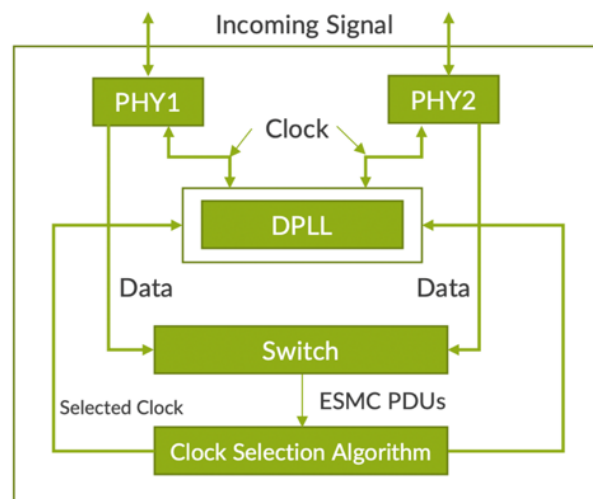 Incoming Signal
PHY1
PHY2
Clock
DPLL
Data
Data
Switch
ESMC PDUs
Selected Clock
Clock Selection Algorithm